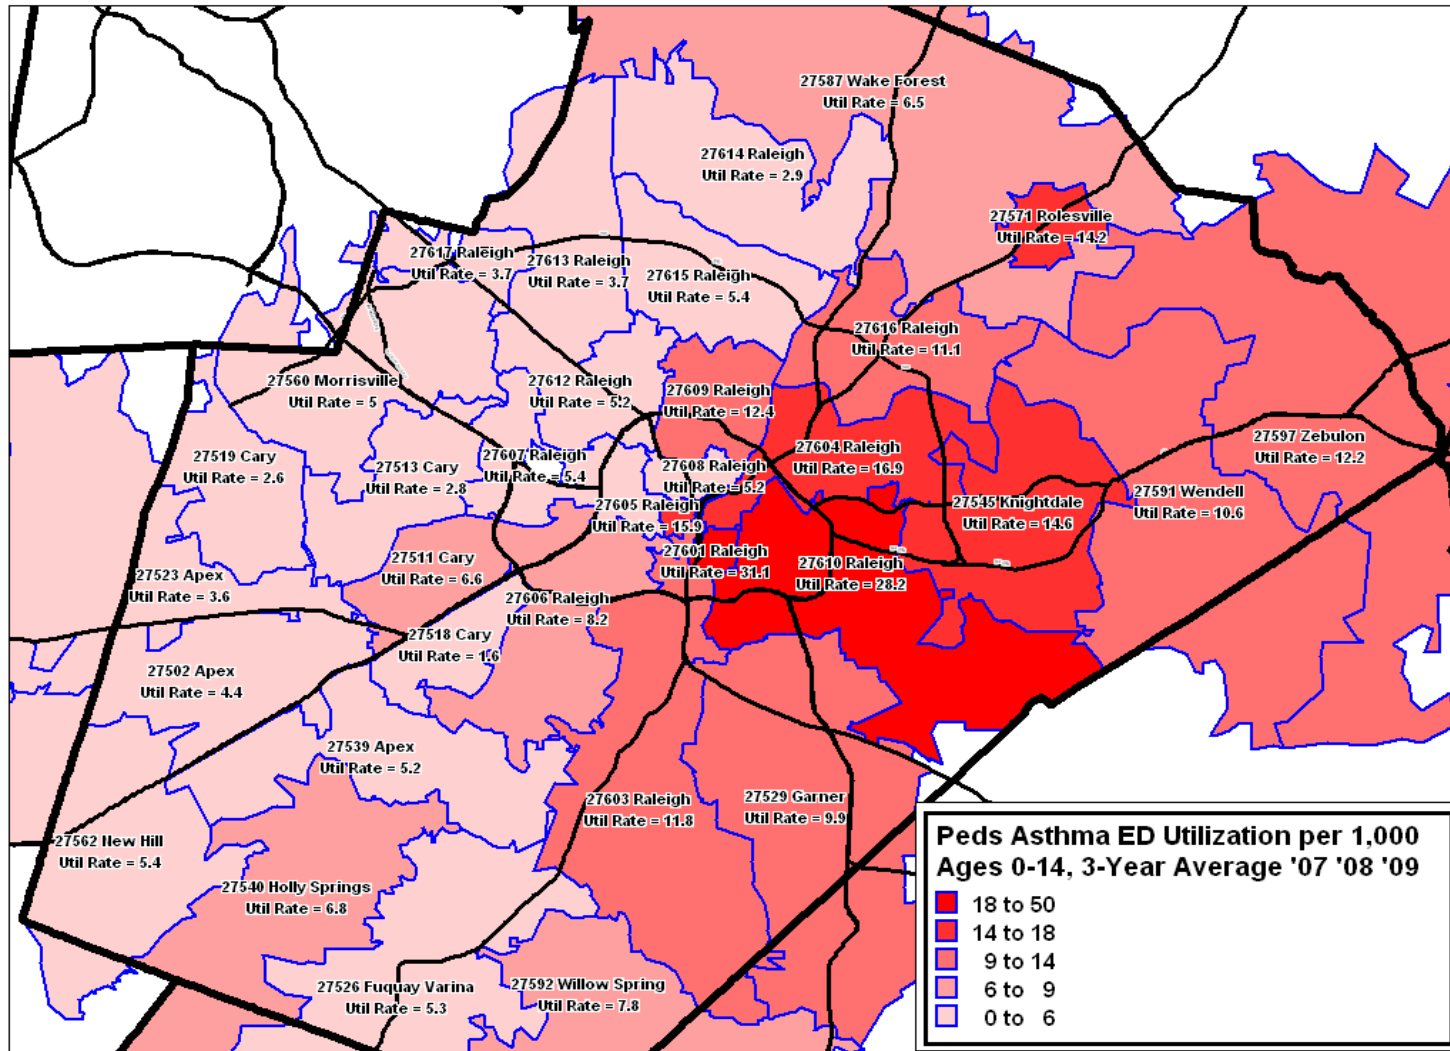 27587 Wake Forest
Util Rate = 6.5
27614 Raleigh
Util Rate = 2.9
27571 Rolesville
Util Rate = 14.2
27617 Raleigh
Util Rate = 3.7
27613 Raleigh
Util Rate = 3.7
27615 Raleigh
Util Rate = 5.4
27616 Raleigh
Util Rate = 11.1
27560 Morrisville
Util Rate = 5
27612 Raleigh
Util Rate = 5.2
27609 Raleigh
Util Rate = 12.4
27604 Raleigh
Util Rate = 16.9
27597 Zebulon
Util Rate = 12.2
27519 Cary
Util Rate = 2.6
27513 Cary
Util Rate = 2.8
27607 Raleigh
Util Rate = 5.4
27608 Raleigh
Util Rate = 5.2
27605 Raleigh
Util Rate = 15.9
27545 Knightdale
Util Rate = 14.6
27591 Wendell
Util Rate = 10.6
27511 Cary
Util Rate = 6.6
27601 Raleigh
Util Rate = 31.1
27610 Raleigh
Util Rate = 28.2
27523 Apex
Util Rate = 3.6
27606 Raleigh
Util Rate = 8.2
27518 Cary
Util Rate = 1.6
27502 Apex
Util Rate = 4.4
27539 Apex
Util Rate = 5.2
27603 Raleigh
Util Rate = 11.8
27529 Garner
Util Rate = 9.9
27562 New Hill
Util Rate = 5.4
27540 Holly Springs
Util Rate = 6.8
27526 Fuquay Varina
Util Rate = 5.3
27592 Willow Spring
Util Rate = 7.8
Peds Asthma ED Utilization per 1,000
Ages 0-14, 3-Year Average '07 '08 '09
18 to 50
14 to 18
9 to 14
6 to 9
0 to 6